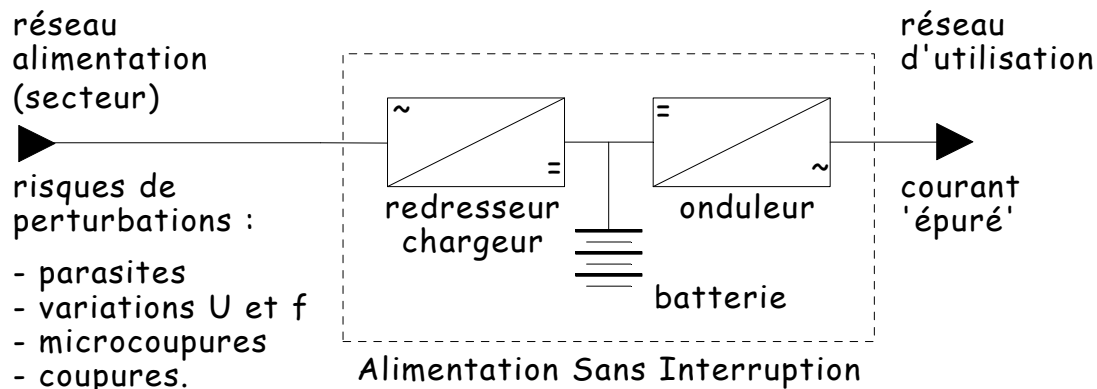 réseau
alimentation
(secteur)
réseau
d'utilisation
~
=
=
~
risques de
perturbations :
- parasites
- variations U et f
- microcoupures
- coupures.
redresseur
chargeur
onduleur
batterie
courant
'épuré'
Alimentation Sans Interruption